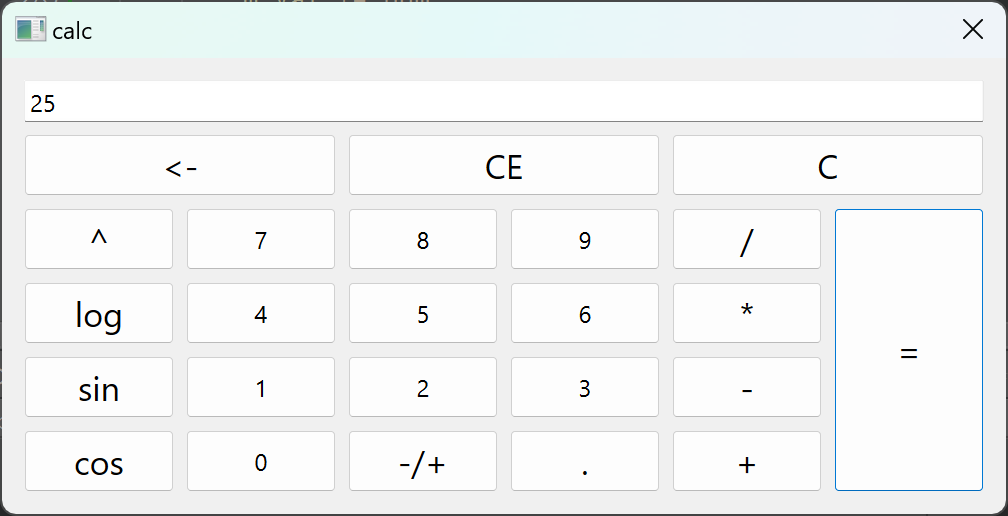 calc
25
<- CE C
^ 7 8 9 /
log 4 5 6 *
=
sin 1 2 3 -
cos 0 -/+ . +